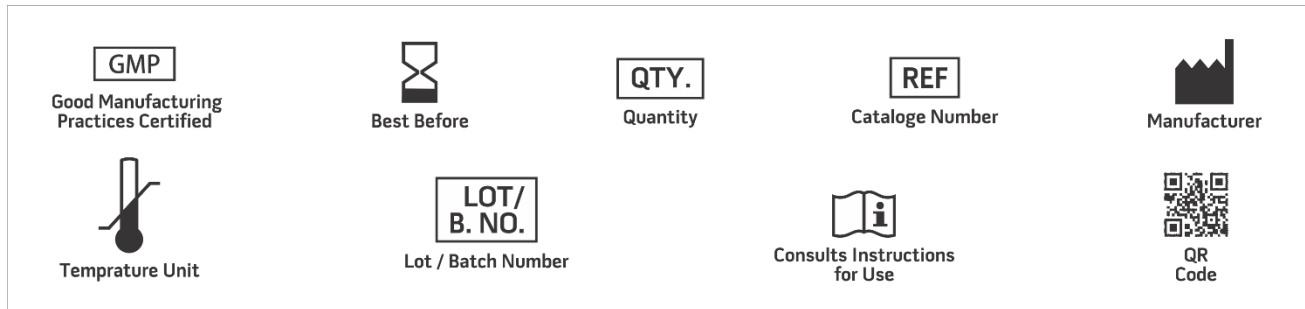 GMP
Good Manufacturing
Practices Certified
Best Before
QTY.
Quantity
REF
Cataloge Number
Manufacturer
Temprature Unit
LOT/
B. NO.
Lot / Batch Number
i
Consults Instructions
for Use
QR
Code